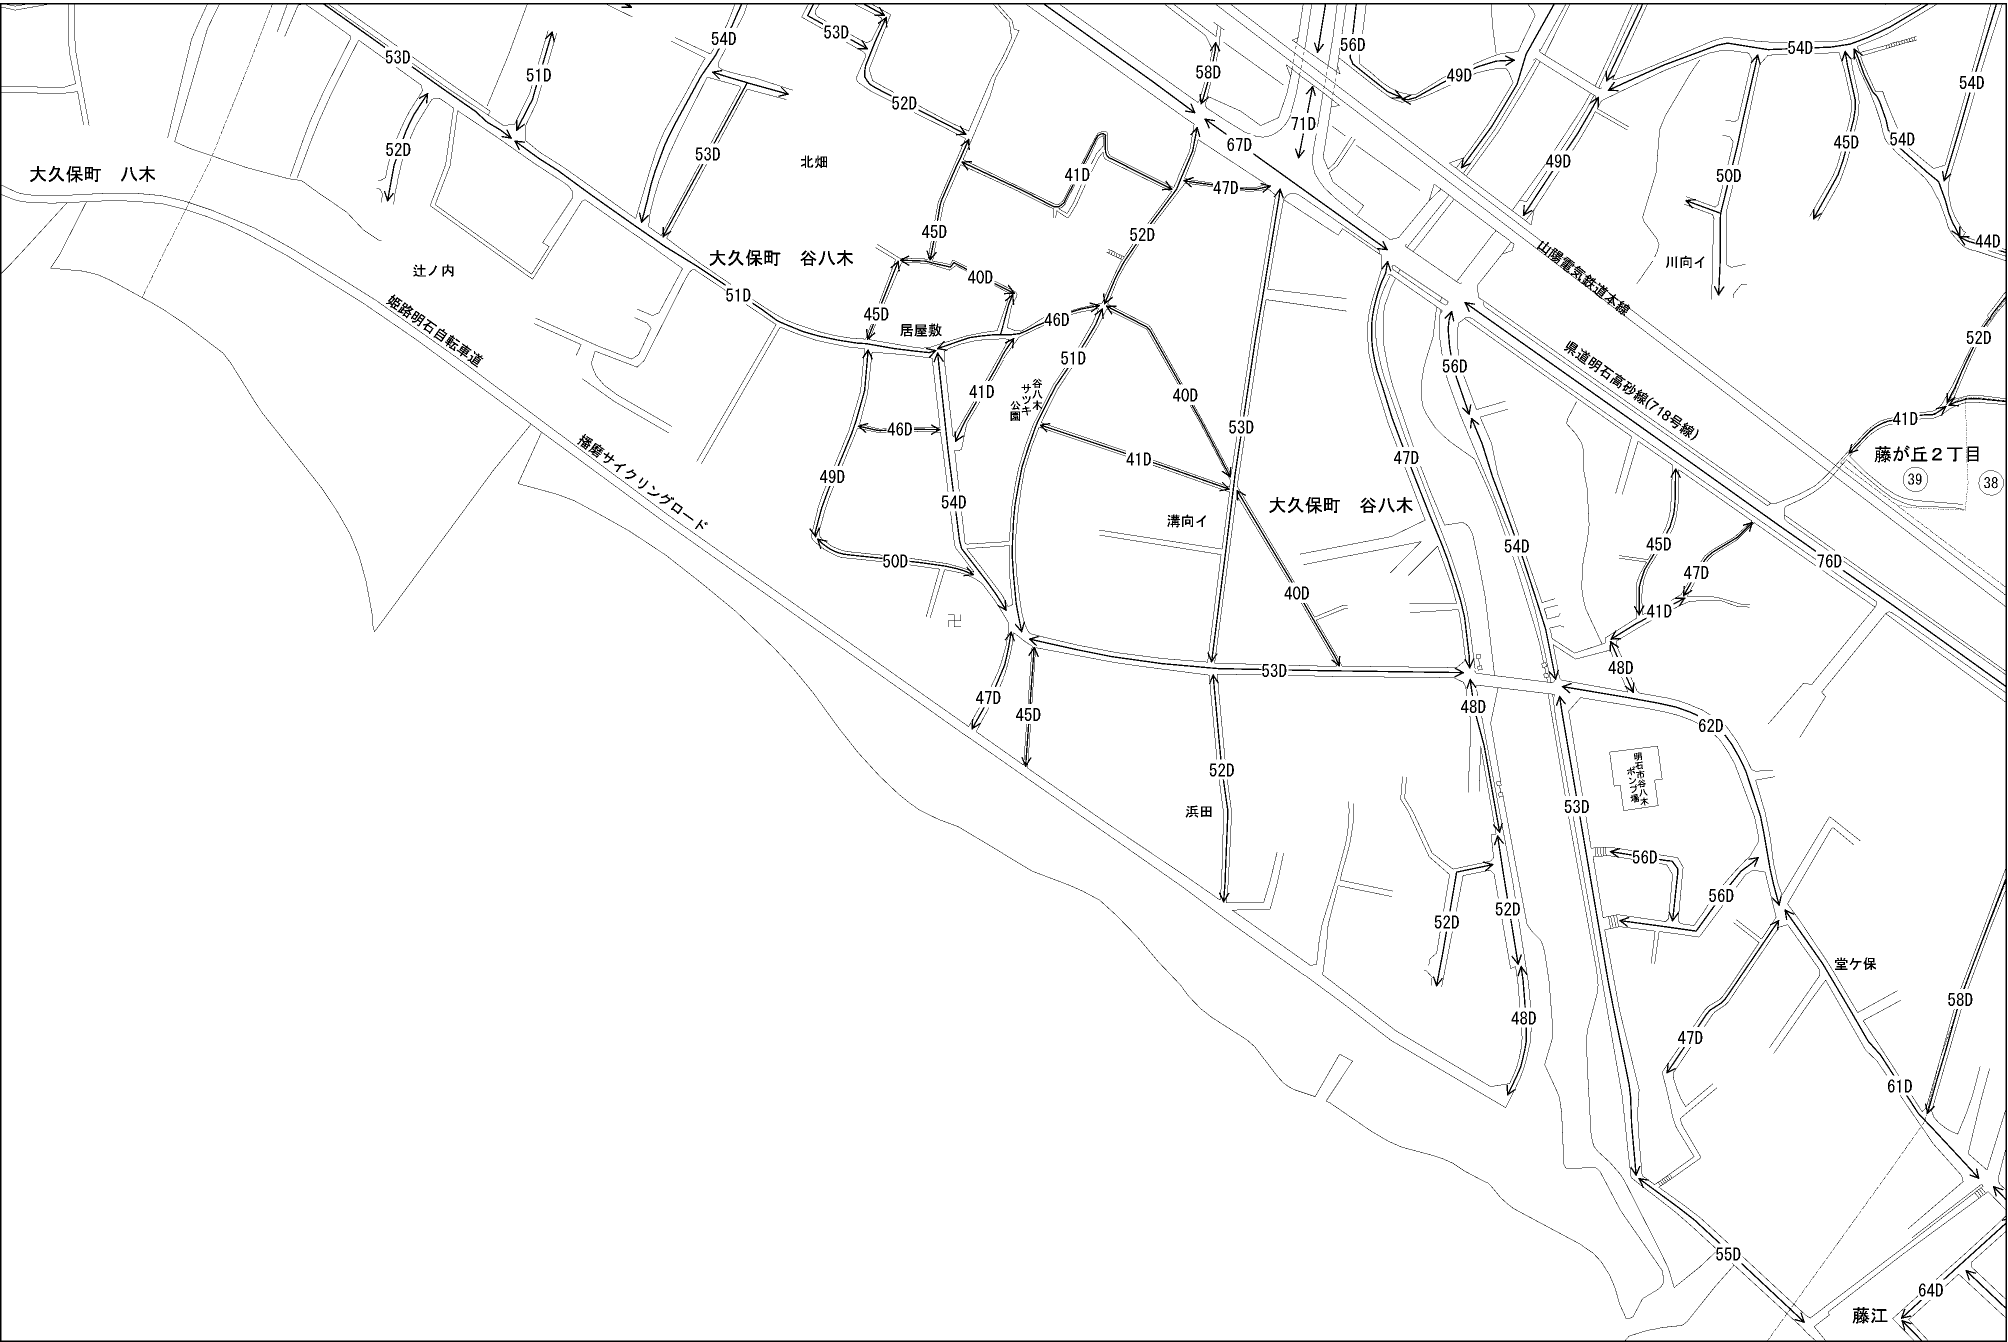 53D
51D
54D
53D
58D
56D
49D
54D
54D
52D
52D
53D
北畑
71D
67D
41D
47D
49D
50D
45D
54D
大久保町　八木
大久保町　谷八木
45D
52D
44D
山陽電気鉄道本線
川向イ
辻ノ内
40D
51D
姫路明石自転車道
45D
居屋敷
46D
51D
56D
県道明石高砂線(718号線)
52D
谷八木
サツキ
公園
41D
40D
53D
47D
41D
藤が丘２丁目
39
38
46D
播磨サイクリングロード
41D
49D
54D
溝向イ
大久保町　谷八木
54D
45D
76D
50D
40D
47D
41D
53D
48D
47D
45D
48D
62D
52D
明石市谷八木
ポンプ場
53D
浜田
56D
56D
52D
52D
堂ケ保
58D
48D
47D
61D
55D
64D
藤江